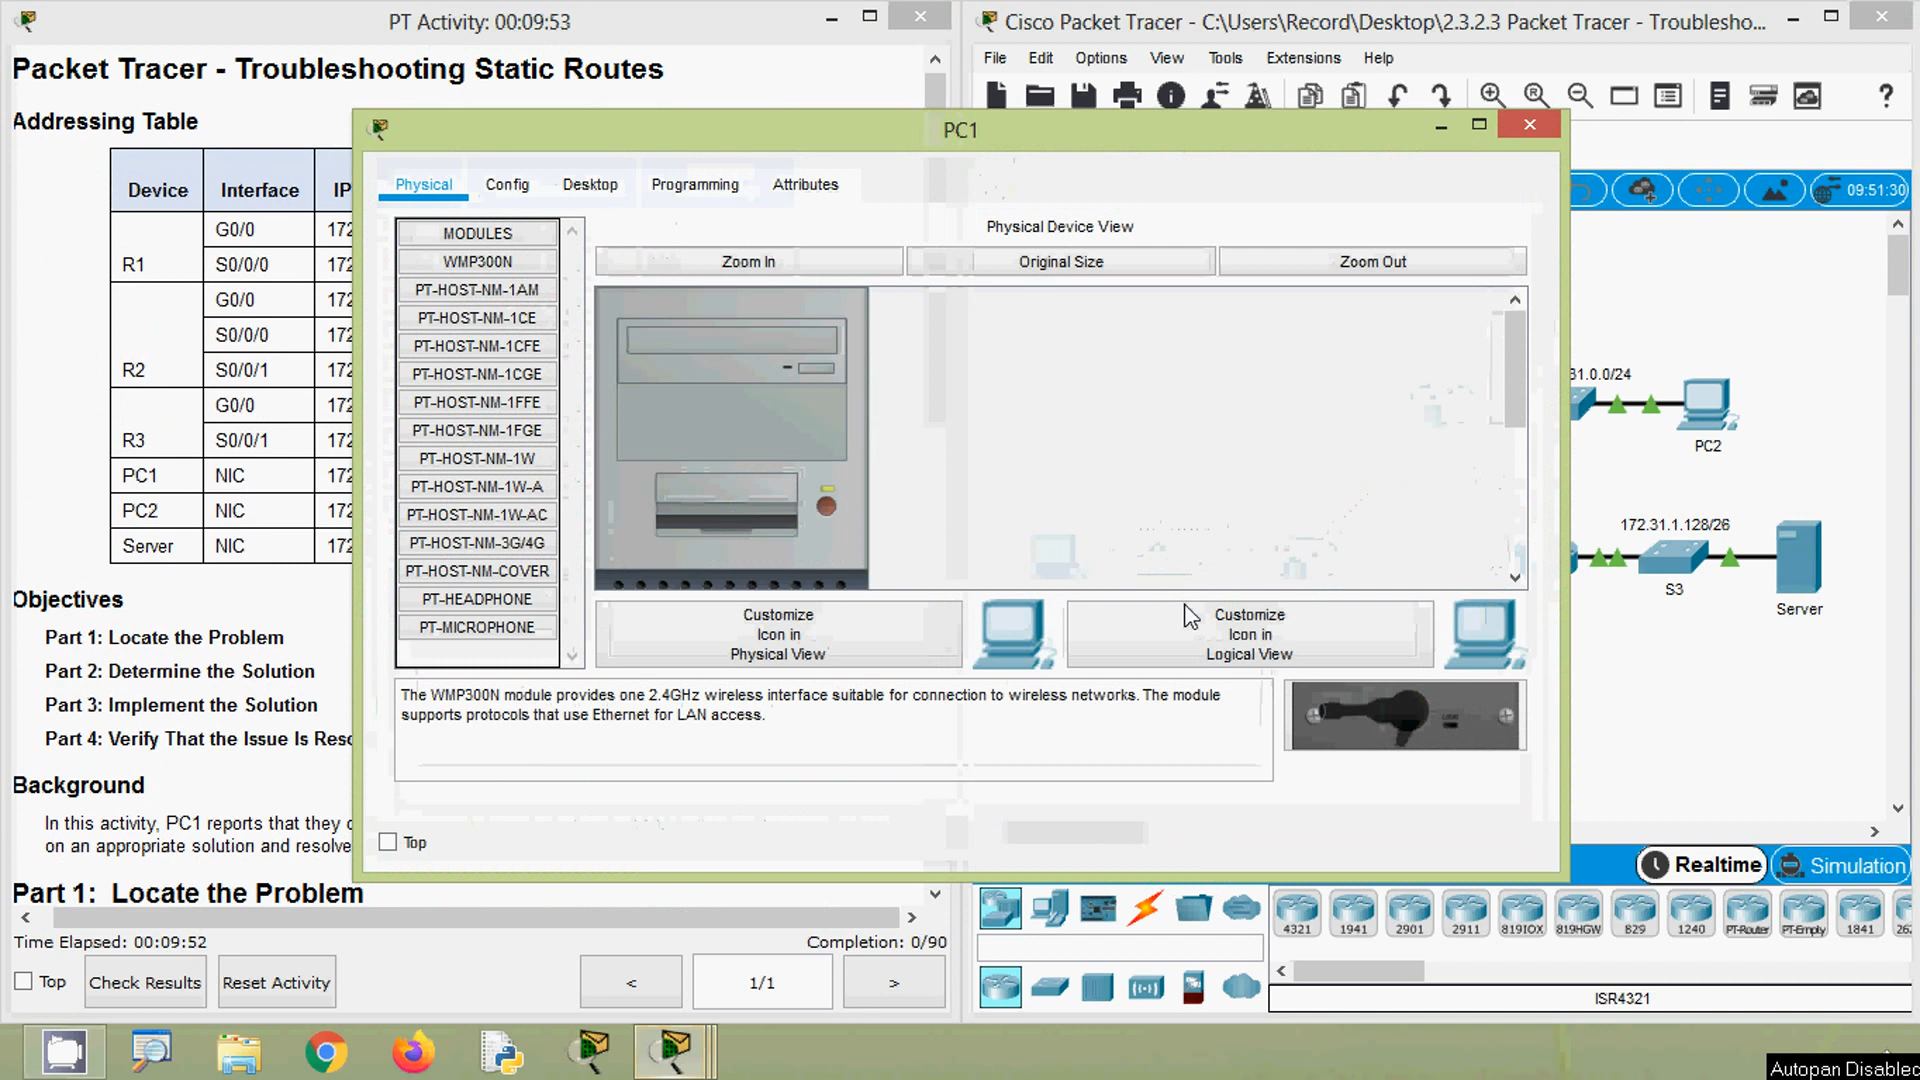 PT Activity: 00:09:53
Packet Tracer - Troubleshooting Static Routes
Addressing Table
Device Interface IP
R1 G0/0 172
S0/0/0 172
R2 G0/0 172
S0/0/0 172
S0/0/1 172
R3 G0/0 172
S0/0/1 172
PC1 NIC 172
PC2 NIC 172
Server NIC 172
Objectives
Part 1: Locate the Problem
Part 2: Determine the Solution
Part 3: Implement the Solution
Part 4: Verify That the Issue Is Reso
Background
In this activity, PC1 reports that they c
on an appropriate solution and resolve
Part 1: Locate the Problem
Time Elapsed: 00:09:52
Completion: 0/90
Top
Check Results
Reset Activity
<
1/1
>
Cisco Packet Tracer - C:\Users\Record\Desktop\2.3.2.3 Packet Tracer - Troublesho...
File Edit Options View Tools Extensions Help
09:51:30
PC1
Physical Config Desktop Programming Attributes
MODULES
WMP300N
PT-HOST-NM-1AM
PT-HOST-NM-1CE
PT-HOST-NM-1CFE
PT-HOST-NM-1CGE
PT-HOST-NM-1FFE
PT-HOST-NM-1FGE
PT-HOST-NM-1W
PT-HOST-NM-1W-A
PT-HOST-NM-1W-AC
PT-HOST-NM-3G/4G
PT-HOST-NM-COVER
PT-HEADPHONE
PT-MICROPHONE
Physical Device View
Zoom In
Original Size
Zoom Out
Customize
Icon in
Physical View
Customize
Icon in
Logical View
The WMP300N module provides one 2.4GHz wireless interface suitable for connection to wireless networks. The module
supports protocols that use Ethernet for LAN access.
Top
31.0.0/24
PC2
172.31.1.128/26
S3
Server
Realtime
Simulation
4321 1941 2901 2911 819IOX 819HGW 829 1240 PT-Router PT-Empty 1841 262
ISR4321
Autopan Disabled